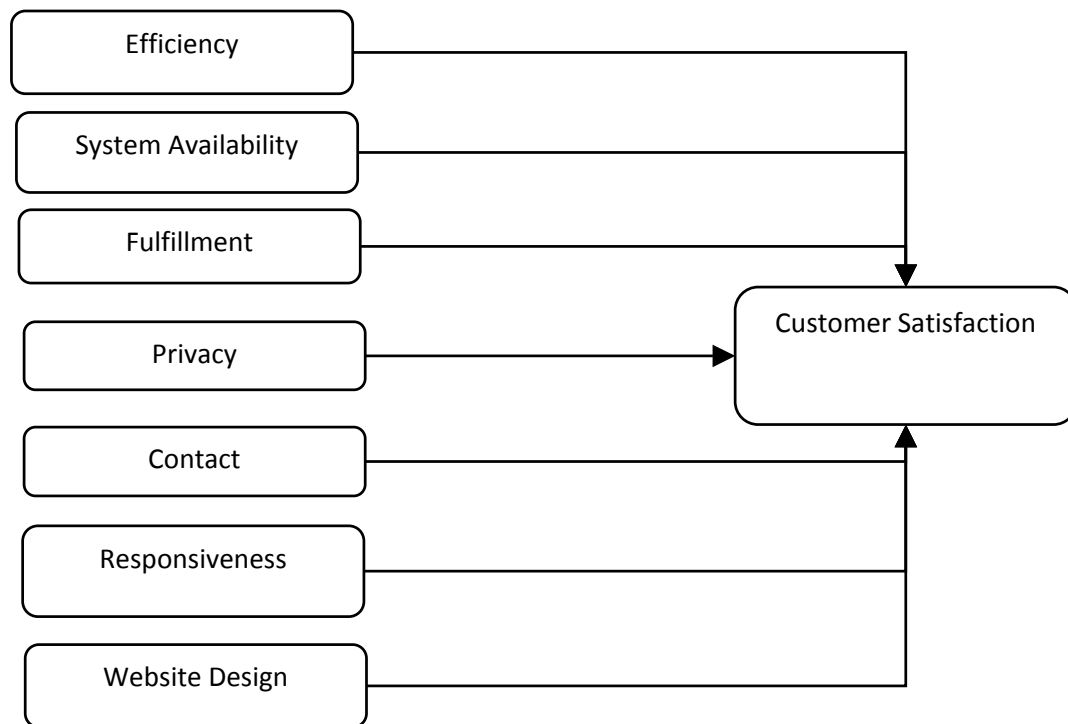 Efficiency
System Availability
Fulfillment
Customer Satisfaction
Privacy
Contact
Responsiveness
Website Design